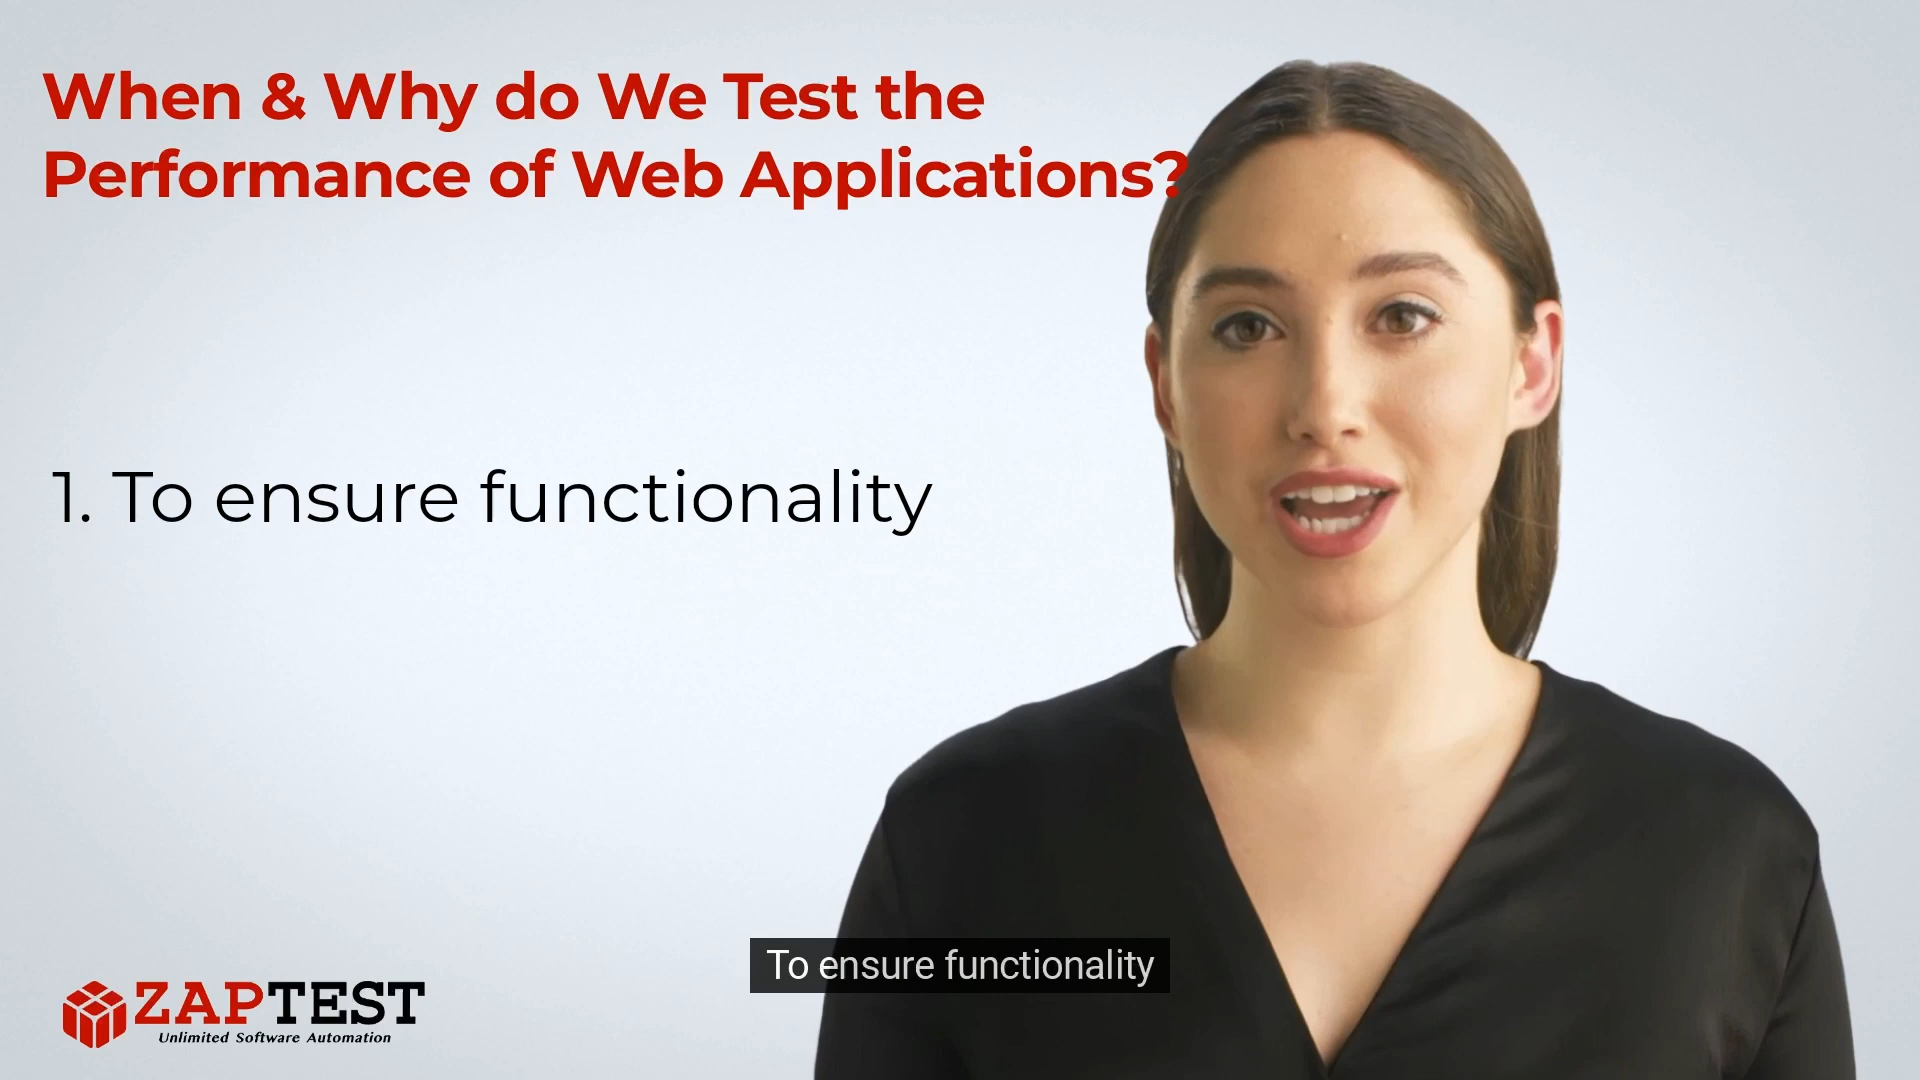 When & Why do We Test the
Performance of Web Applications?
1. To ensure functionality
To ensure functionality
ZAPTEST
Unlimited Software Automation